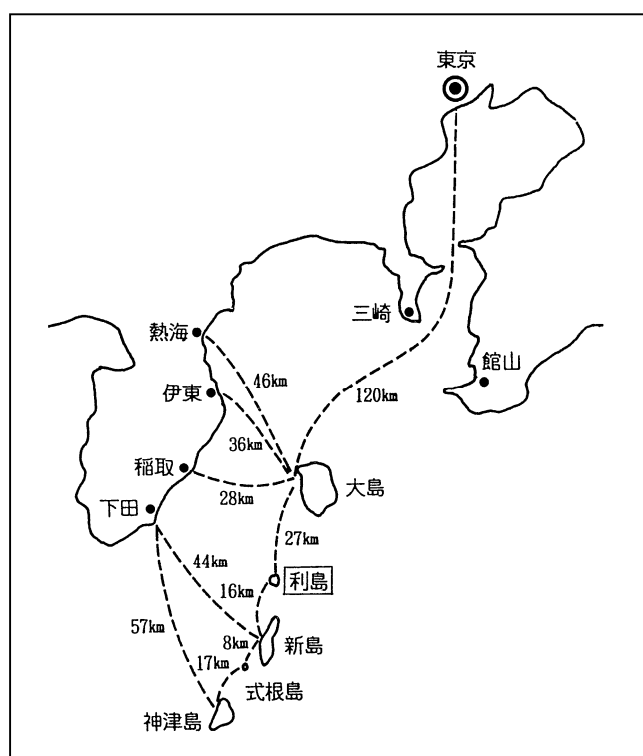 東京
三崎
熱海
館山
46km
伊東
120km
36km
稲取
28km
大島
下田
27km
44km
16km
利島
57km
8km
新島
17km
式根島
神津島